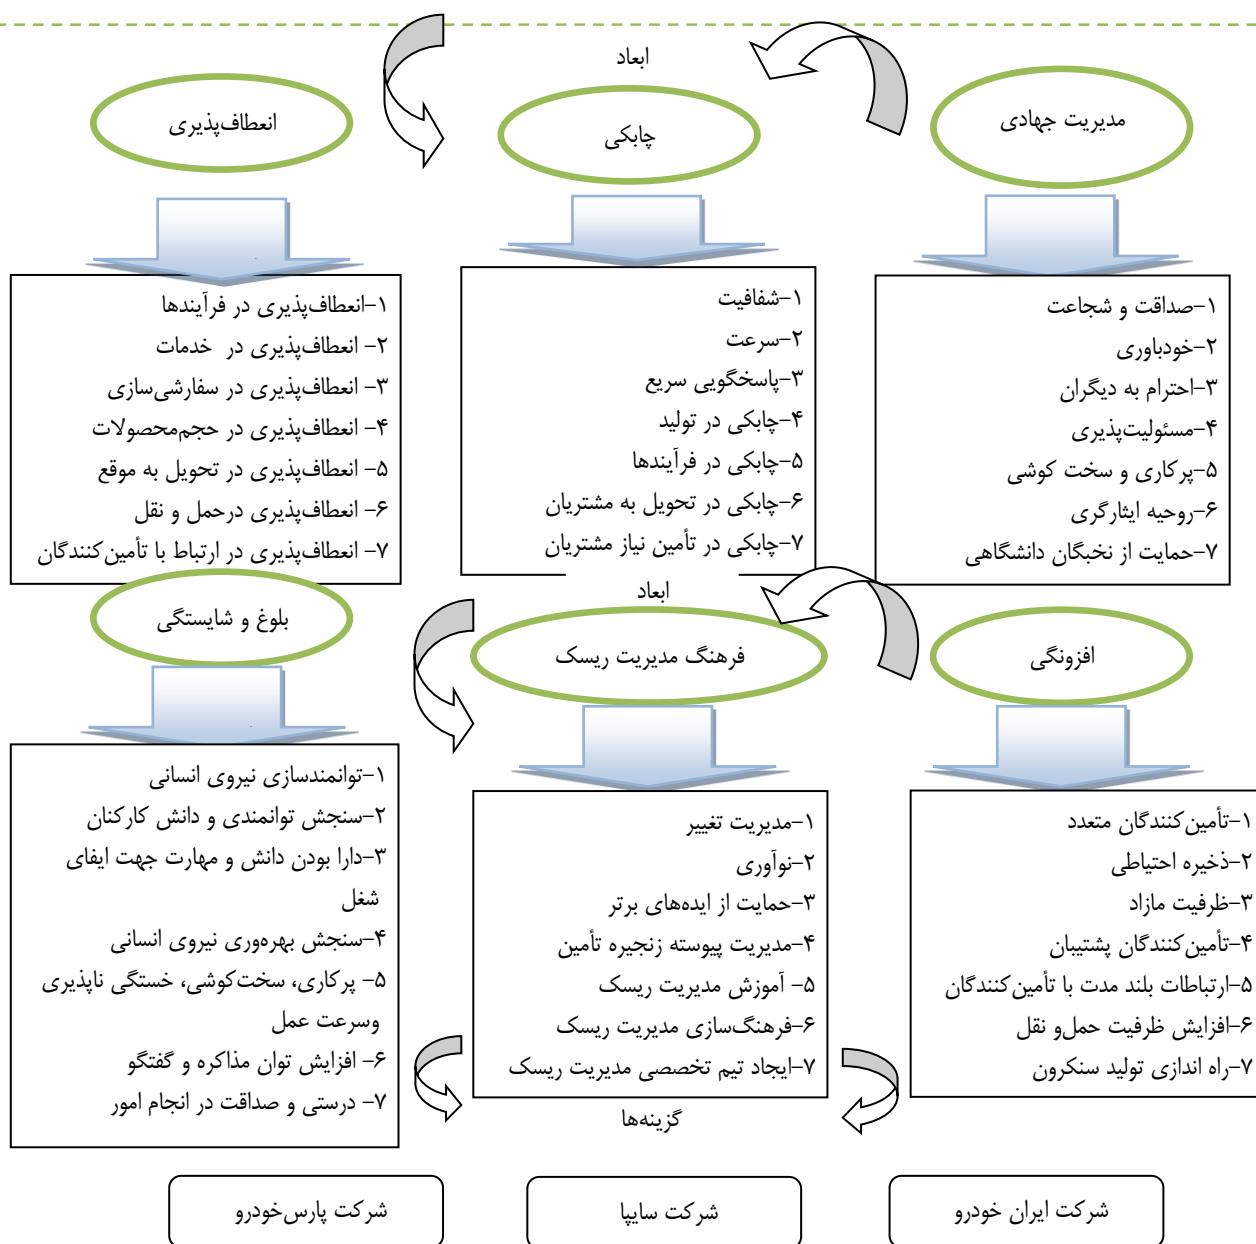 ابعاد
مدیریت جهادی
چابکی
انعطاف‌پذیری
۱-صداقت و شجاعت
۲-خودباوری
۳-احترام به دیگران
۴-مسئولیت‌پذیری
۵-پرکاری و سخت کوشی
۶-روحیه ایثارگری
۷-حمایت از نخبگان دانشگاهی
۱-شفافیت
۲-سرعت
۳-پاسخگویی سریع
۴-چابکی در تولید
۵-چابکی در فرآیندها
۶-چابکی در تحویل به مشتریان
۷-چابکی در تأمین نیاز مشتریان
۱-انعطاف‌پذیری در فرآیندها
۲- انعطاف‌پذیری در خدمات
۳- انعطاف‌پذیری در سفارشی‌سازی
۴- انعطاف‌پذیری در حجم‌محصولات
۵- انعطاف‌پذیری در تحویل به موقع
۶- انعطاف‌پذیری درحمل و نقل
۷- انعطاف‌پذیری در ارتباط با تأمین‌کنندگان
ابعاد
افزونگی
فرهنگ مدیریت ریسک
بلوغ و شایستگی
۱-تأمین‌کنندگان متعدد
۲-ذخیره احتیاطی
۳-ظرفیت مازاد
۴-تأمین‌کنندگان پشتیبان
۵-ارتباطات بلند مدت با تأمین‌کنندگان
۶-افزایش ظرفیت حمل‌و نقل
۷-راه اندازی تولید سنکرون
۱-مدیریت تغییر
۲-نوآوری
۳-حمایت از ایده‌های برتر
۴-مدیریت پیوسته زنجیره تأمین
۵- آموزش مدیریت ریسک
۶-فرهنگ‌سازی مدیریت ریسک
۷-ایجاد تیم تخصصی مدیریت ریسک
۱-توانمندسازی نیروی انسانی
۲-سنجش توانمندی و دانش کارکنان
۳-دارا بودن دانش و مهارت جهت ایفای
شغل
۴-سنجش بهره‌وری نیروی انسانی
۵- پرکاری، سخت‌کوشی، خستگی ناپذیری
وسرعت عمل
۶- افزایش توان مذاکره و گفتگو
۷- درستی و صداقت در انجام امور
گزینه‌ها
شرکت ایران خودرو
شرکت سایپا
شرکت پارس‌خودرو